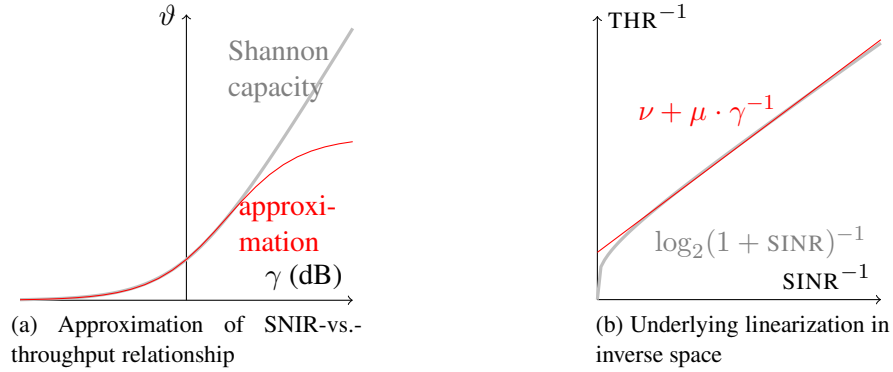 ϑ
Shannon
capacity
approxi-
mation
γ (dB)
(a) Approximation of SNIR-vs.-
throughput relationship
THR⁻¹
ν + μ · γ⁻¹
log₂(1 + SINR)⁻¹
SINR⁻¹
(b) Underlying linearization in
inverse space